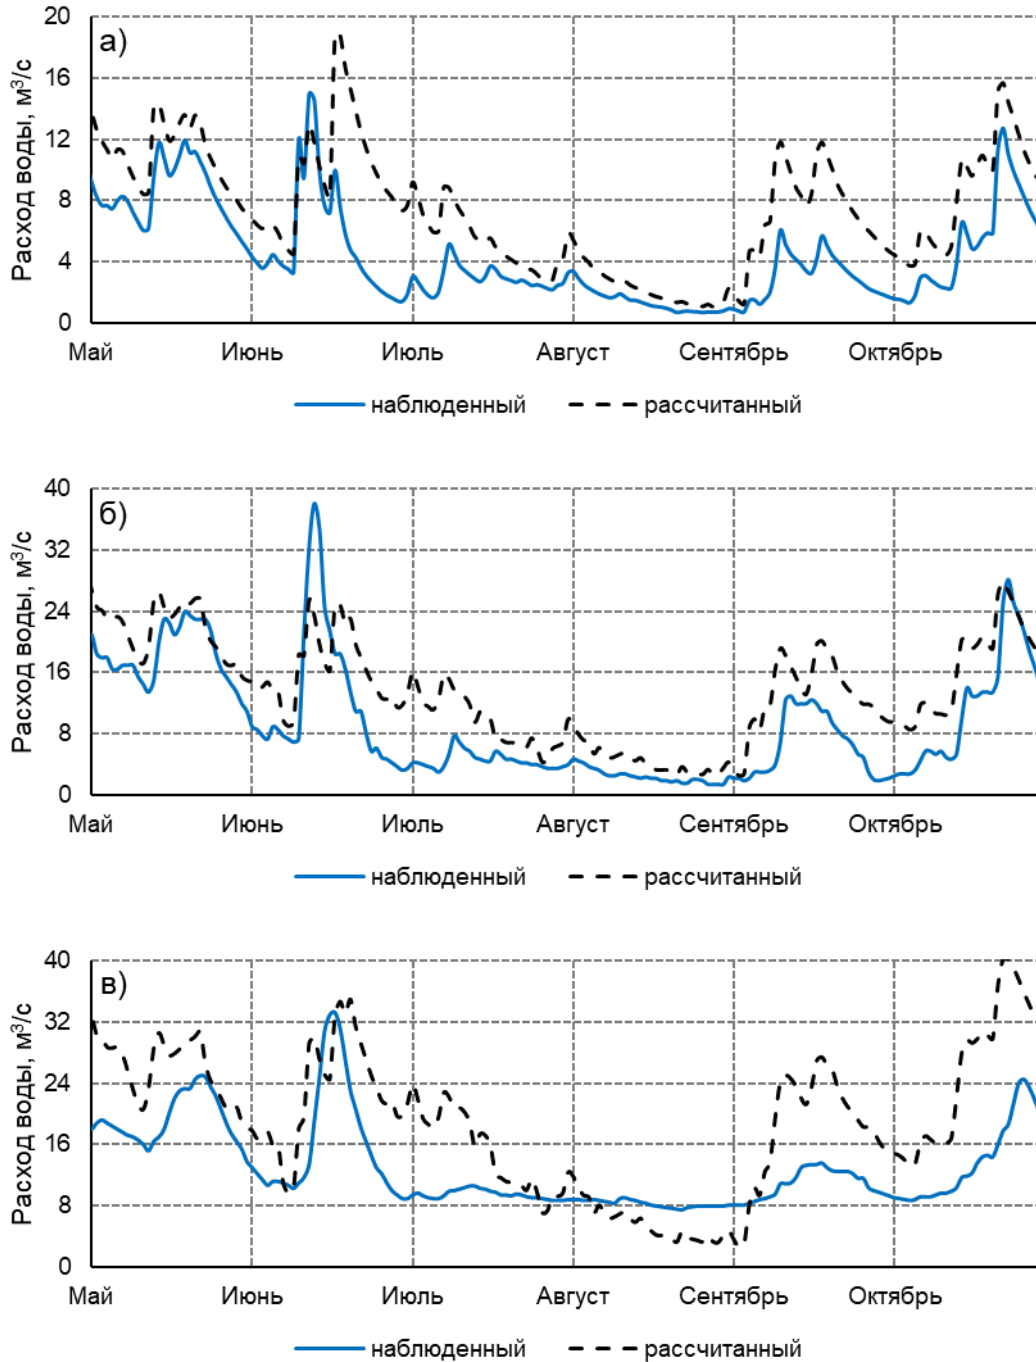 а)
Расход воды, м³/с
20
16
12
8
4
0
Май Июнь Июль Август Сентябрь Октябрь
наблюденный рассчитанный
б)
Расход воды, м³/с
40
32
24
16
8
0
Май Июнь Июль Август Сентябрь Октябрь
наблюденный рассчитанный
в)
Расход воды, м³/с
40
32
24
16
8
0
Май Июнь Июль Август Сентябрь Октябрь
наблюденный рассчитанный